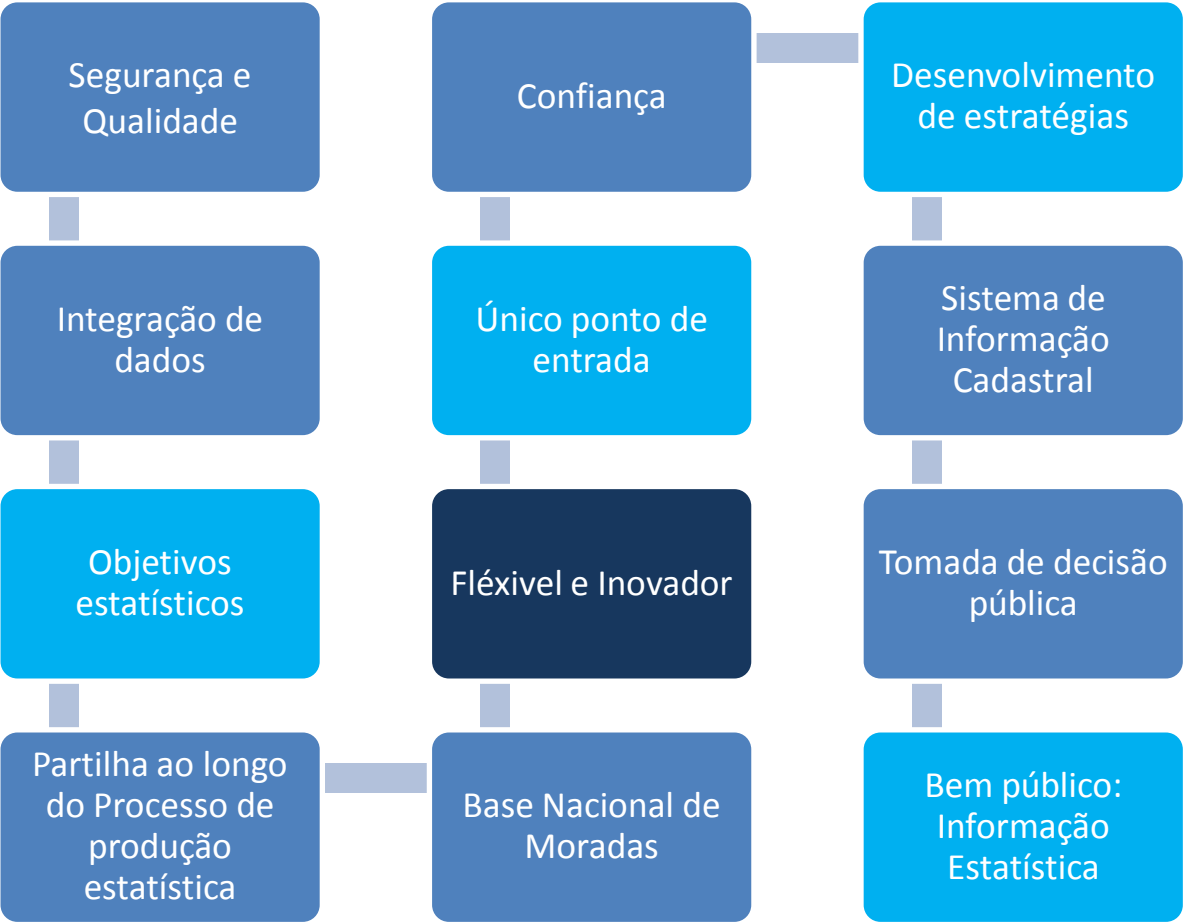 Segurança e
Qualidade
Integração de
dados
Objetivos
estatísticos
Partilha ao longo
do Processo de
produção
estatística
Base Nacional de
Moradas
Fléxivel e Inovador
Único ponto de
entrada
Confiança
Desenvolvimento
de estratégias
Sistema de
Informação
Cadastral
Tomada de decisão
pública
Bem público:
Informação
Estatística